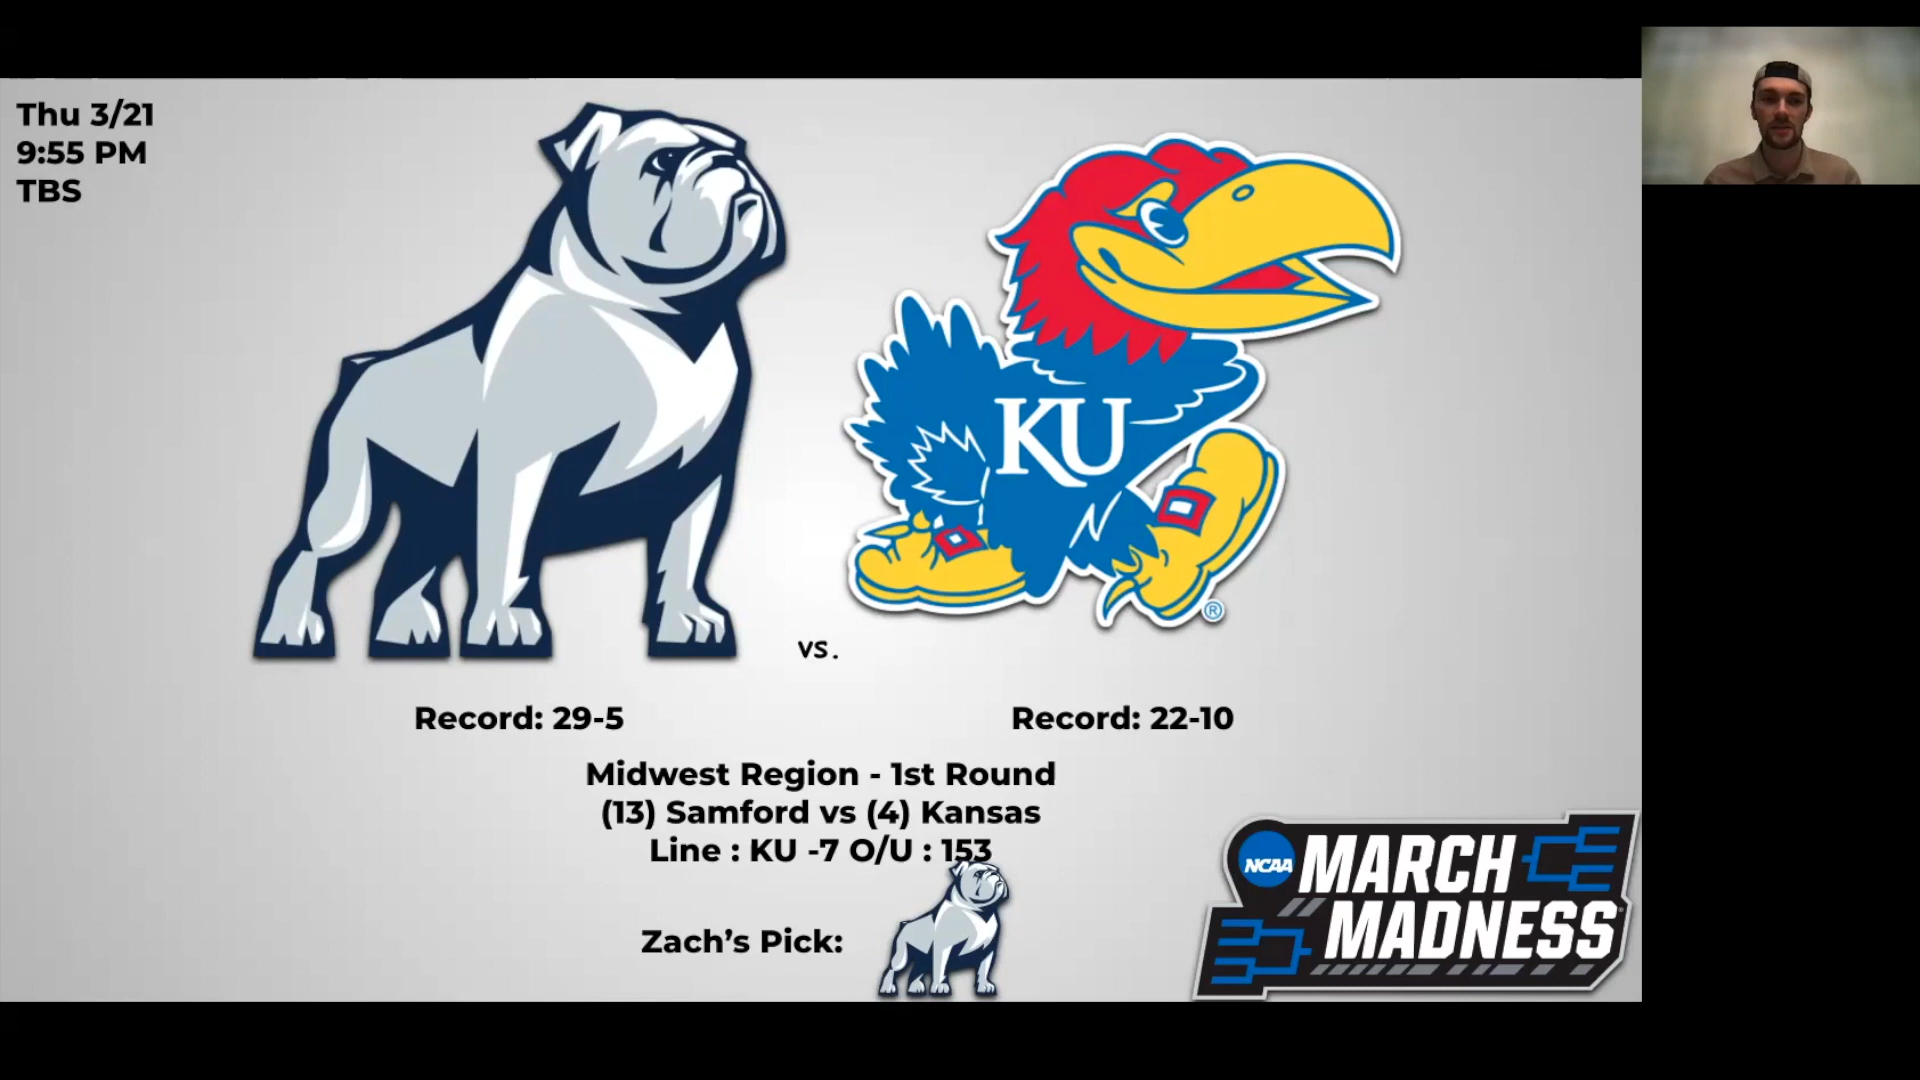 Thu 3/21
9:55 PM
TBS
KU
®
vs.
Record: 29-5
Record: 22-10
Midwest Region - 1st Round
(13) Samford vs (4) Kansas
Line : KU -7 O/U : 153
Zach’s Pick:
NCAA
MARCH
MADNESS